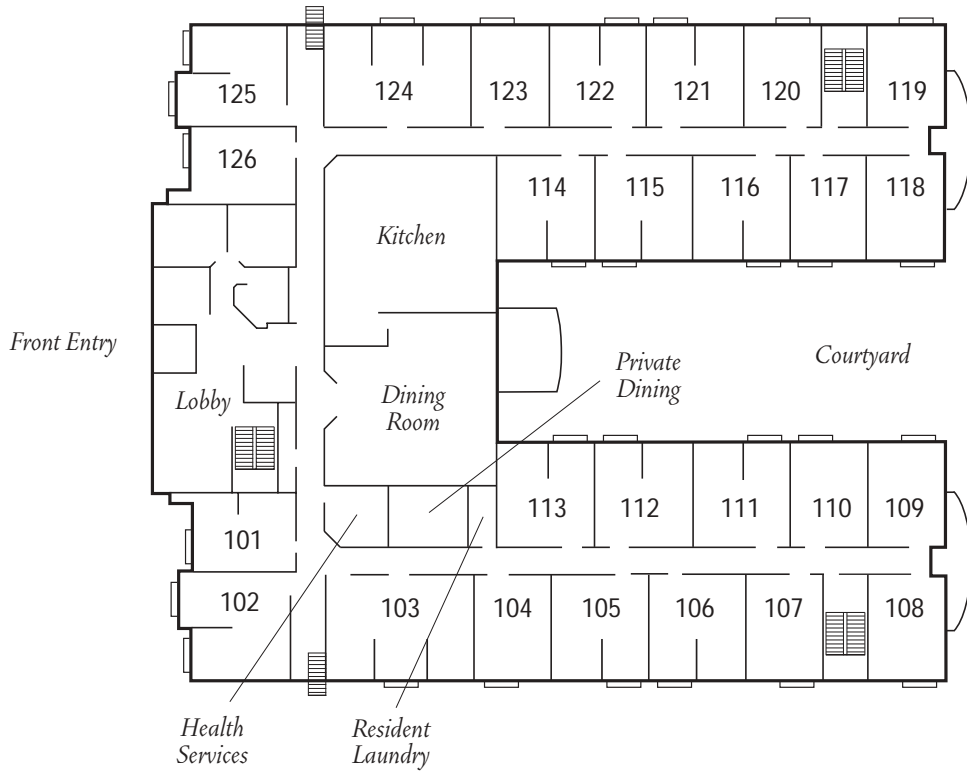 125
124
123
122
121
120
119
126
114
115
116
117
118
Kitchen
Front Entry
Lobby
Dining
Room
Private
Dining
Courtyard
113
112
111
110
109
101
102
103
104
105
106
107
108
Health
Services
Resident
Laundry